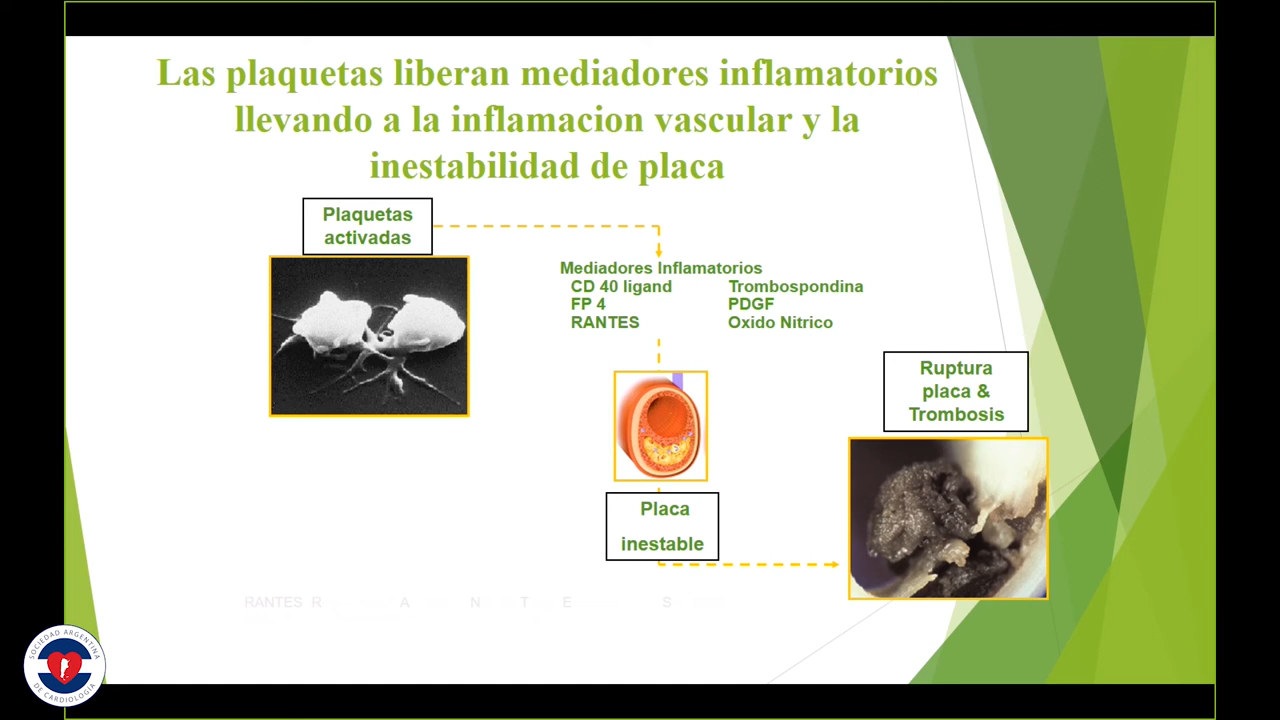 Las plaquetas liberan mediadores inflamatorios
llevando a la inflamacion vascular y la
inestabilidad de placa
Plaquetas
activadas
Mediadores Inflamatorios
CD 40 ligand Trombospondina
FP 4 PDGF
RANTES Oxido Nitrico
Ruptura
placa &
Trombosis
Placa
inestable
RANTES R A N T E S
SOCIEDAD ARGENTINA
DE CARDIOLOGÍA